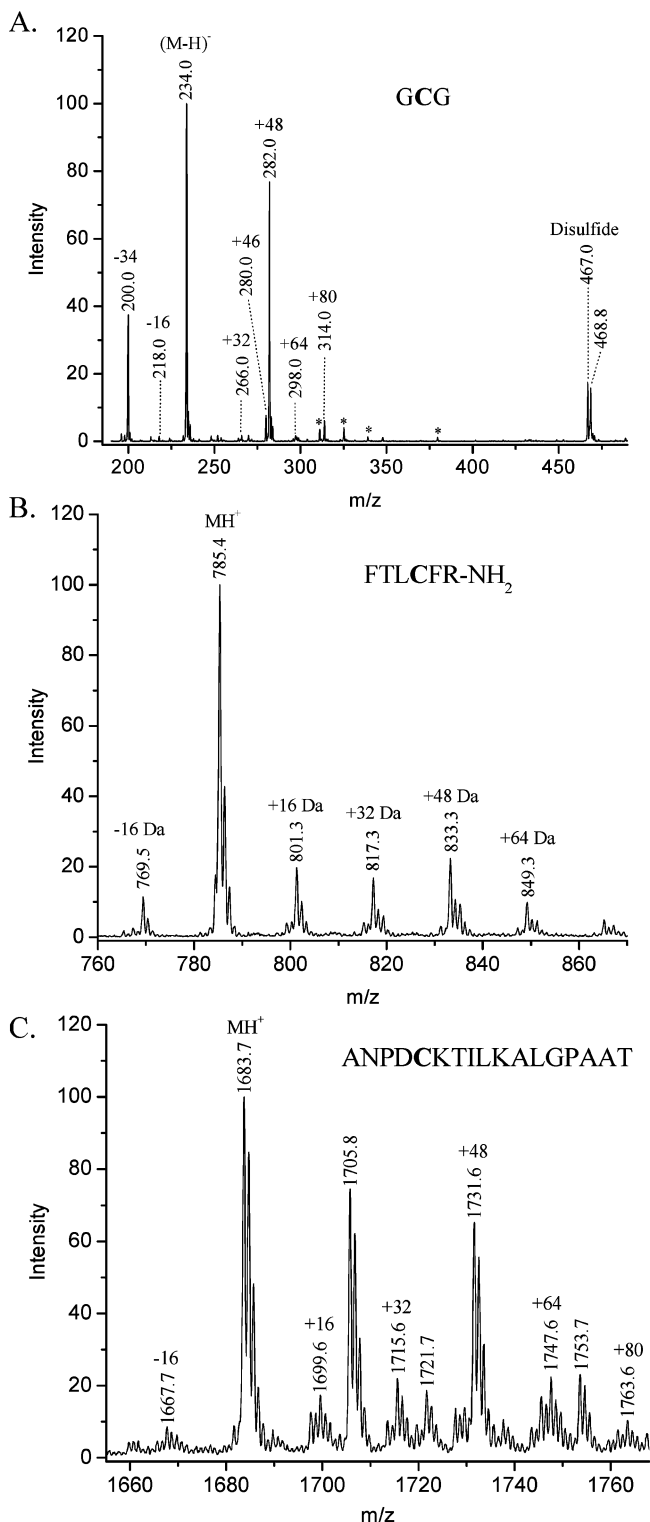 A.
120
100
80
60
40
20
0
Intensity
GCG
-34
200.0
-16
218.0
(M-H)⁻
234.0
+32
266.0
+46
280.0
+48
282.0
+64
298.0
+80
314.0
*
*
*
*
Disulfide
467.0
468.8
200 250 300 350 400 450
m/z
B.
120
100
80
60
40
20
0
Intensity
FTLCFR-NH₂
-16 Da
769.5
MH⁺
785.4
+16 Da
801.3
+32 Da
817.3
+48 Da
833.3
+64 Da
849.3
760 780 800 820 840 860
m/z
C.
120
100
80
60
40
20
0
Intensity
ANPDCKTILKALGPAAT
-16
1667.7
MH⁺
1683.7
+16
1699.6
1705.8
+32
1715.6
1721.7
+48
1731.6
+64
1747.6
1753.7
+80
1763.6
1660 1680 1700 1720 1740 1760
m/z